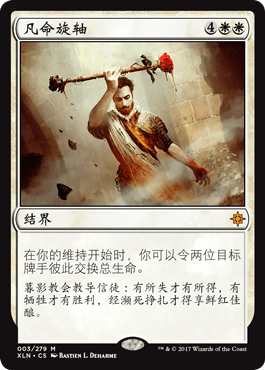 凡命旋轴 4
结界
在你的维持开始时，你可以令两位目标
牌手彼此交换总生命。
暮影教会教导信徒：有所失才有所得，有
牺牲才有胜利，经濒死挣扎才得享鲜红佳
酿。
003/279 M
XLN • CS BASTIEN L. DEHARME
™ & © 2017 Wizards of the Coast